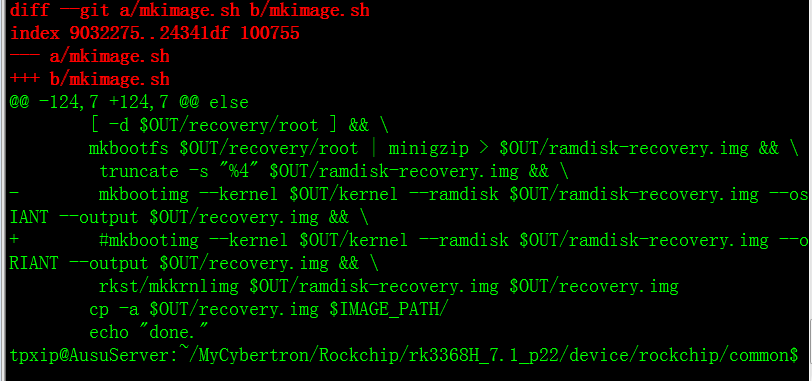 diff --git a/mkimage.sh b/mkimage.sh
index 9032275..24341df 100755
--- a/mkimage.sh
+++ b/mkimage.sh
@@ -124,7 +124,7 @@ else
        [ -d $OUT/recovery/root ] && \
        mkbootfs $OUT/recovery/root | minigzip > $OUT/ramdisk-recovery.img && \
         truncate -s "%4" $OUT/ramdisk-recovery.img && \
-        mkbootimg --kernel $OUT/kernel --ramdisk $OUT/ramdisk-recovery.img --os
IANT --output $OUT/recovery.img && \
+        #mkbootimg --kernel $OUT/kernel --ramdisk $OUT/ramdisk-recovery.img --o
RIANT --output $OUT/recovery.img && \
         rkst/mkkrnlimg $OUT/ramdisk-recovery.img $OUT/recovery.img
        cp -a $OUT/recovery.img $IMAGE_PATH/
        echo "done."
tpxip@AusuServer:~/MyCybertron/Rockchip/rk3368H_7.1_p22/device/rockchip/common$